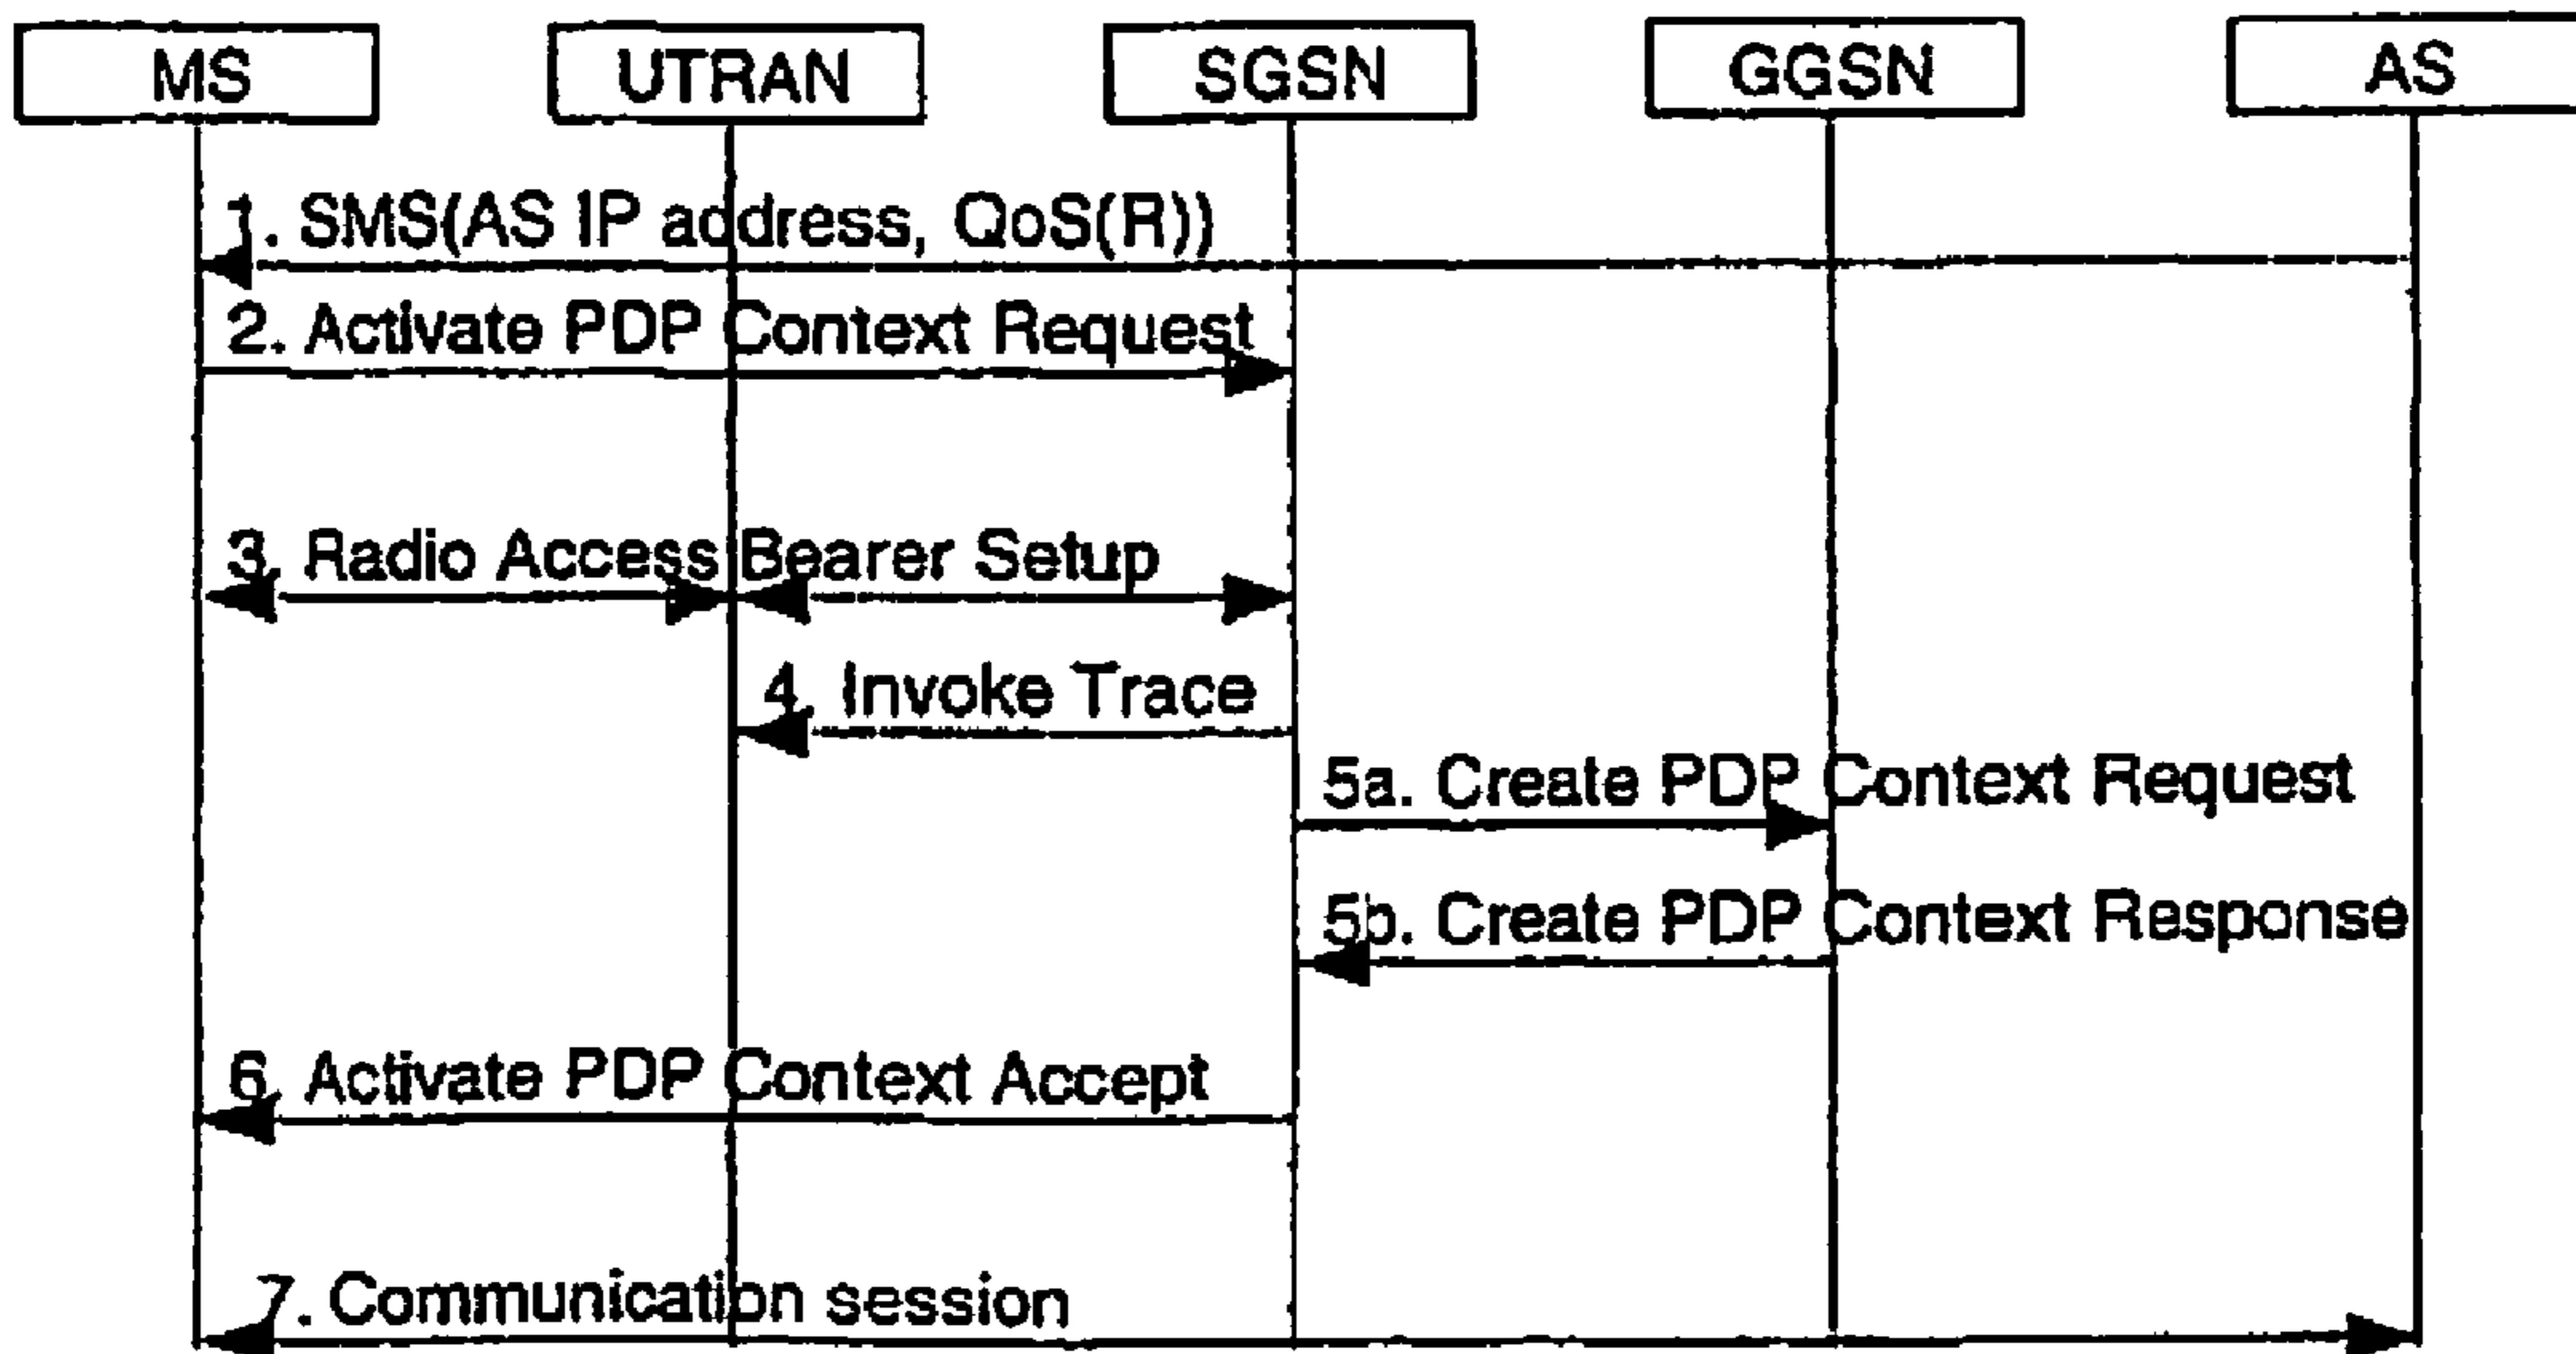 MS UTRAN SGSN GGSN AS
1. SMS(AS IP address, QoS(R))
2. Activate PDP Context Request
3. Radio Access Bearer Setup
4. Invoke Trace
5a. Create PDP Context Request
5b. Create PDP Context Response
6. Activate PDP Context Accept
7. Communication session